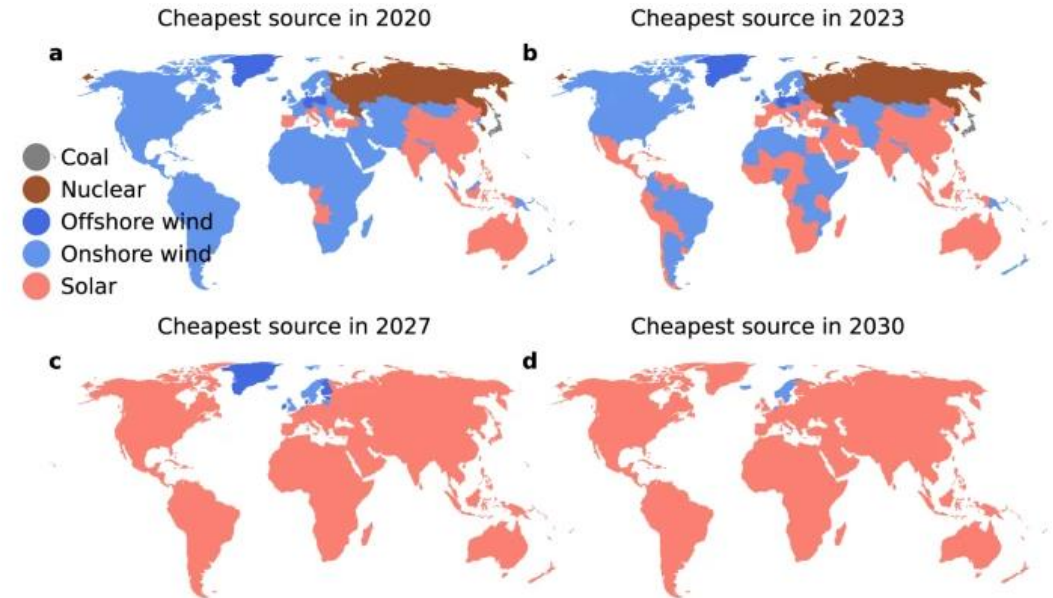 Cheapest source in 2020
Cheapest source in 2023
a
b
Coal
Nuclear
Offshore wind
Onshore wind
Solar
Cheapest source in 2027
Cheapest source in 2030
c
d